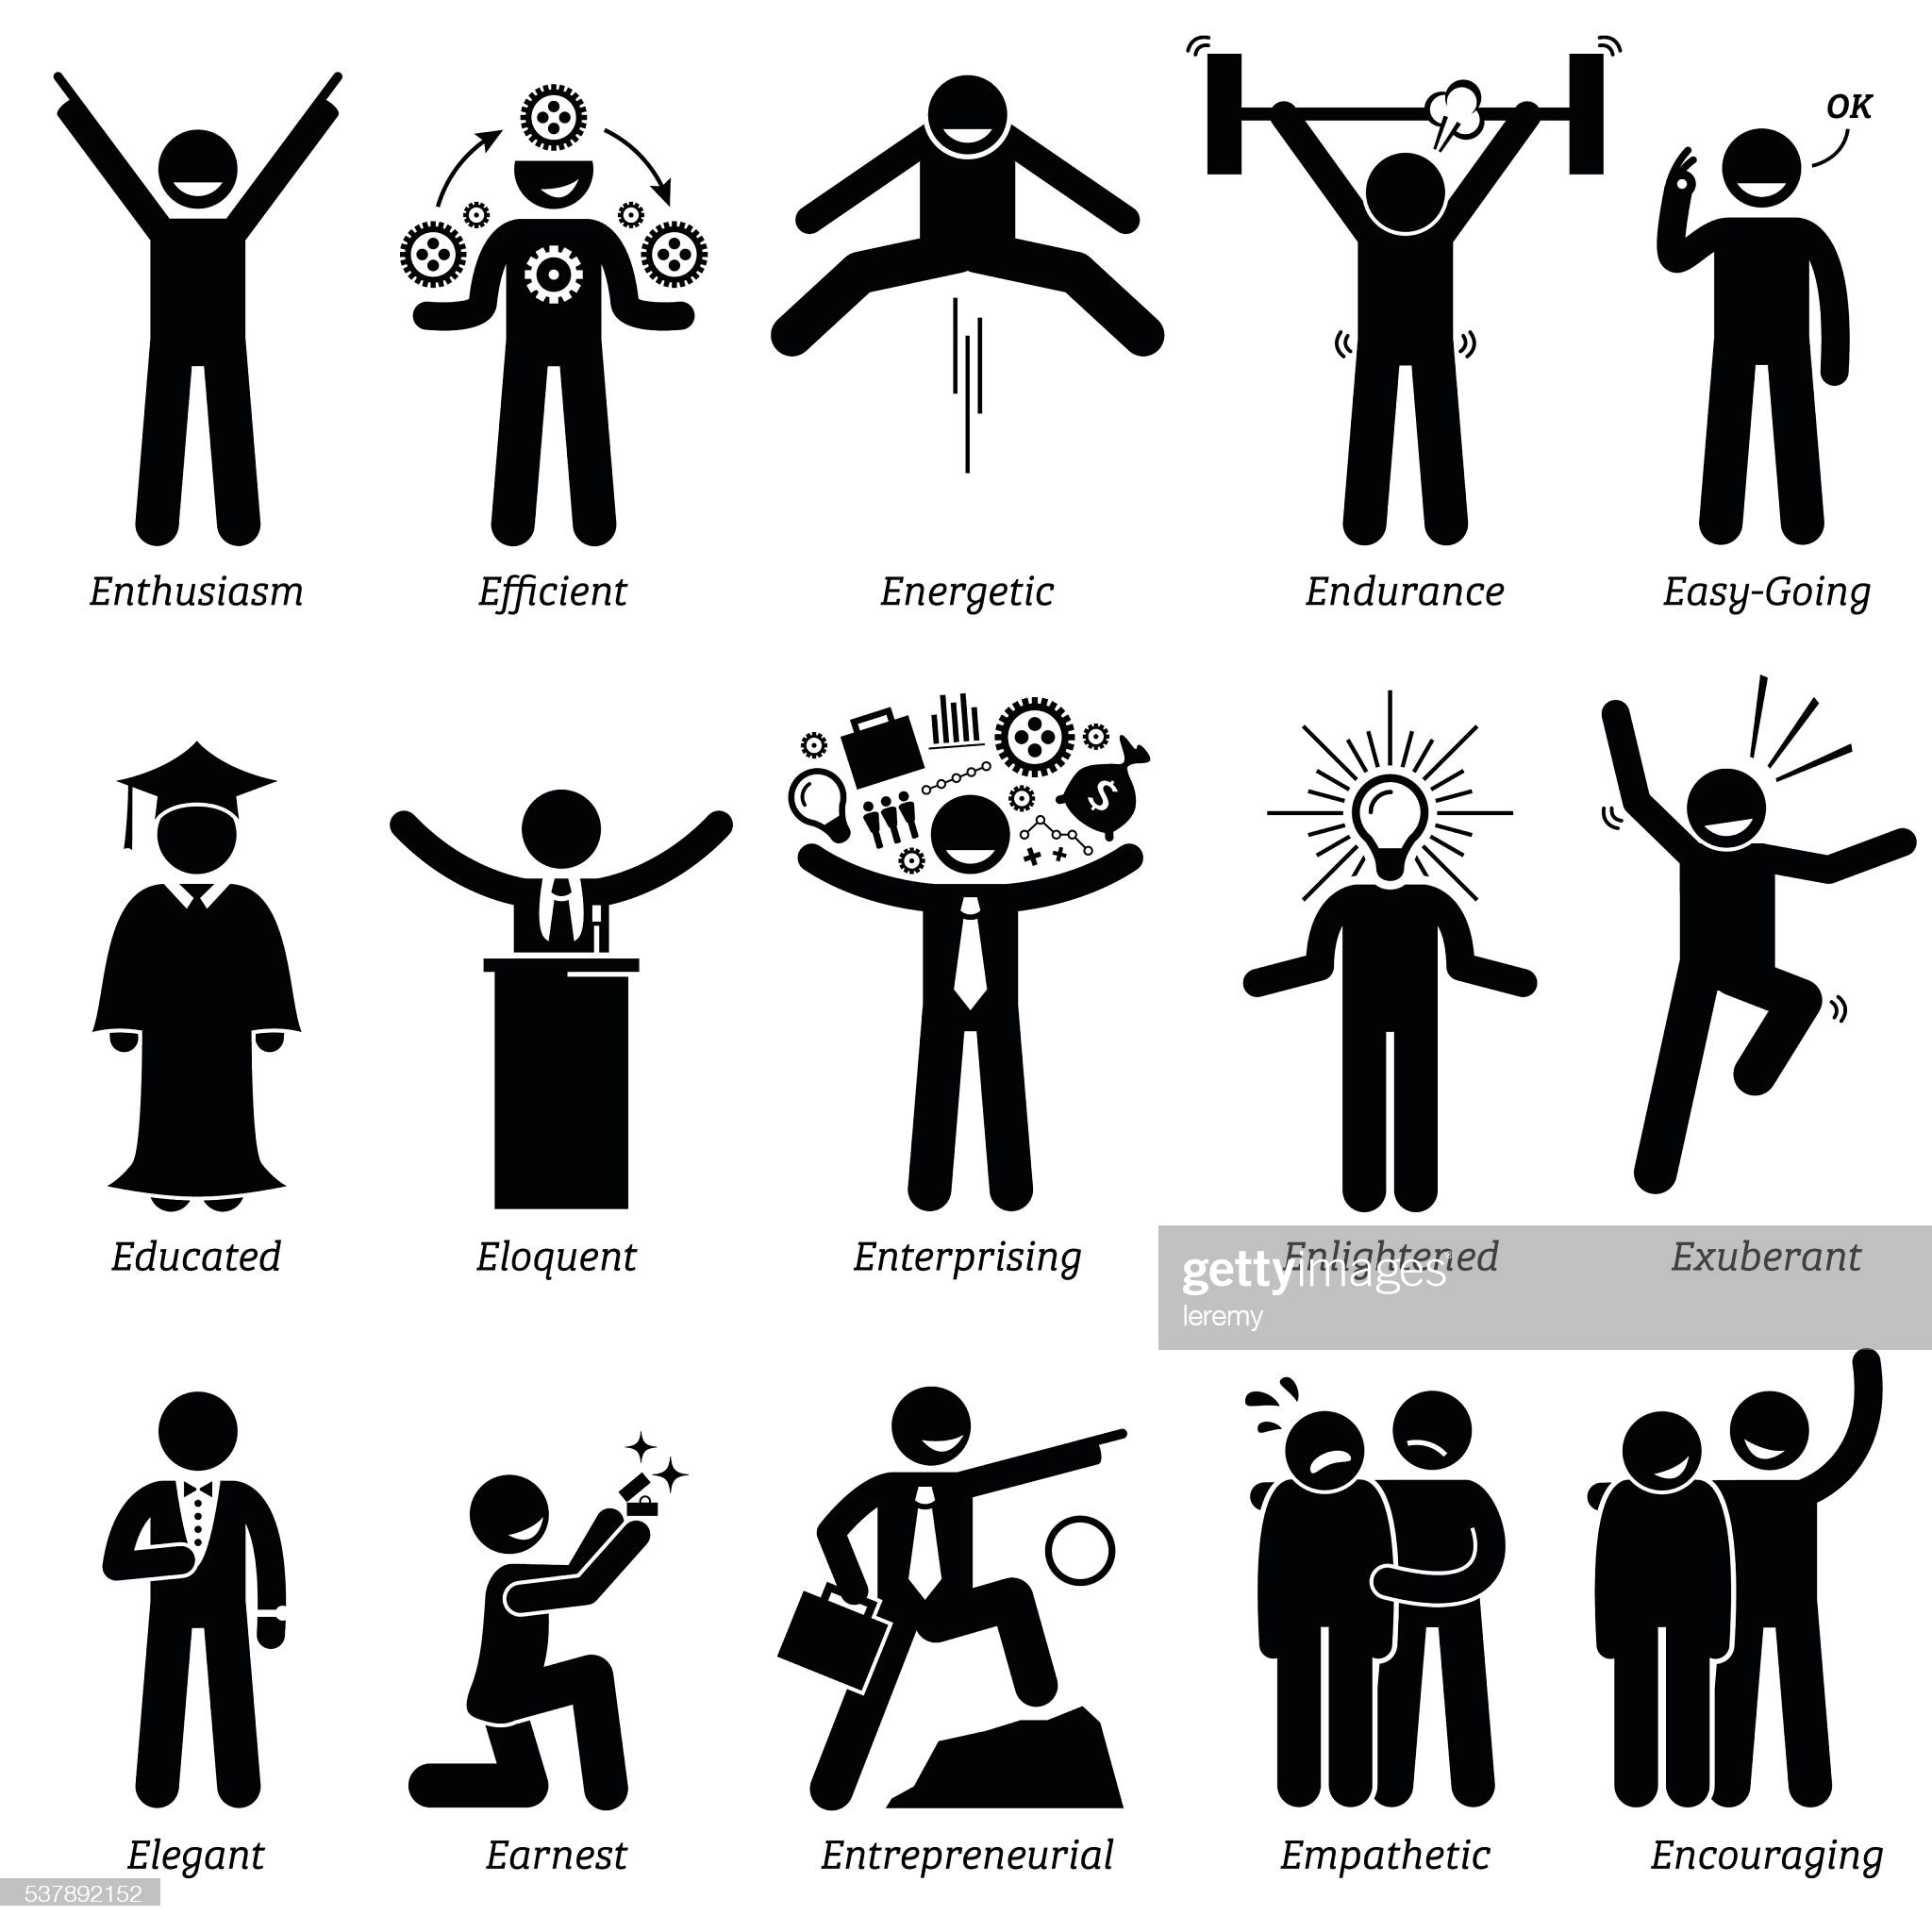 OK
Enthusiasm
Efficient
Energetic
Endurance
Easy-Going
$
Educated
Eloquent
Enterprising
Enlightened
Exuberant
gettyimages®
leremy
Elegant
Earnest
Entrepreneurial
Empathetic
Encouraging
537892152